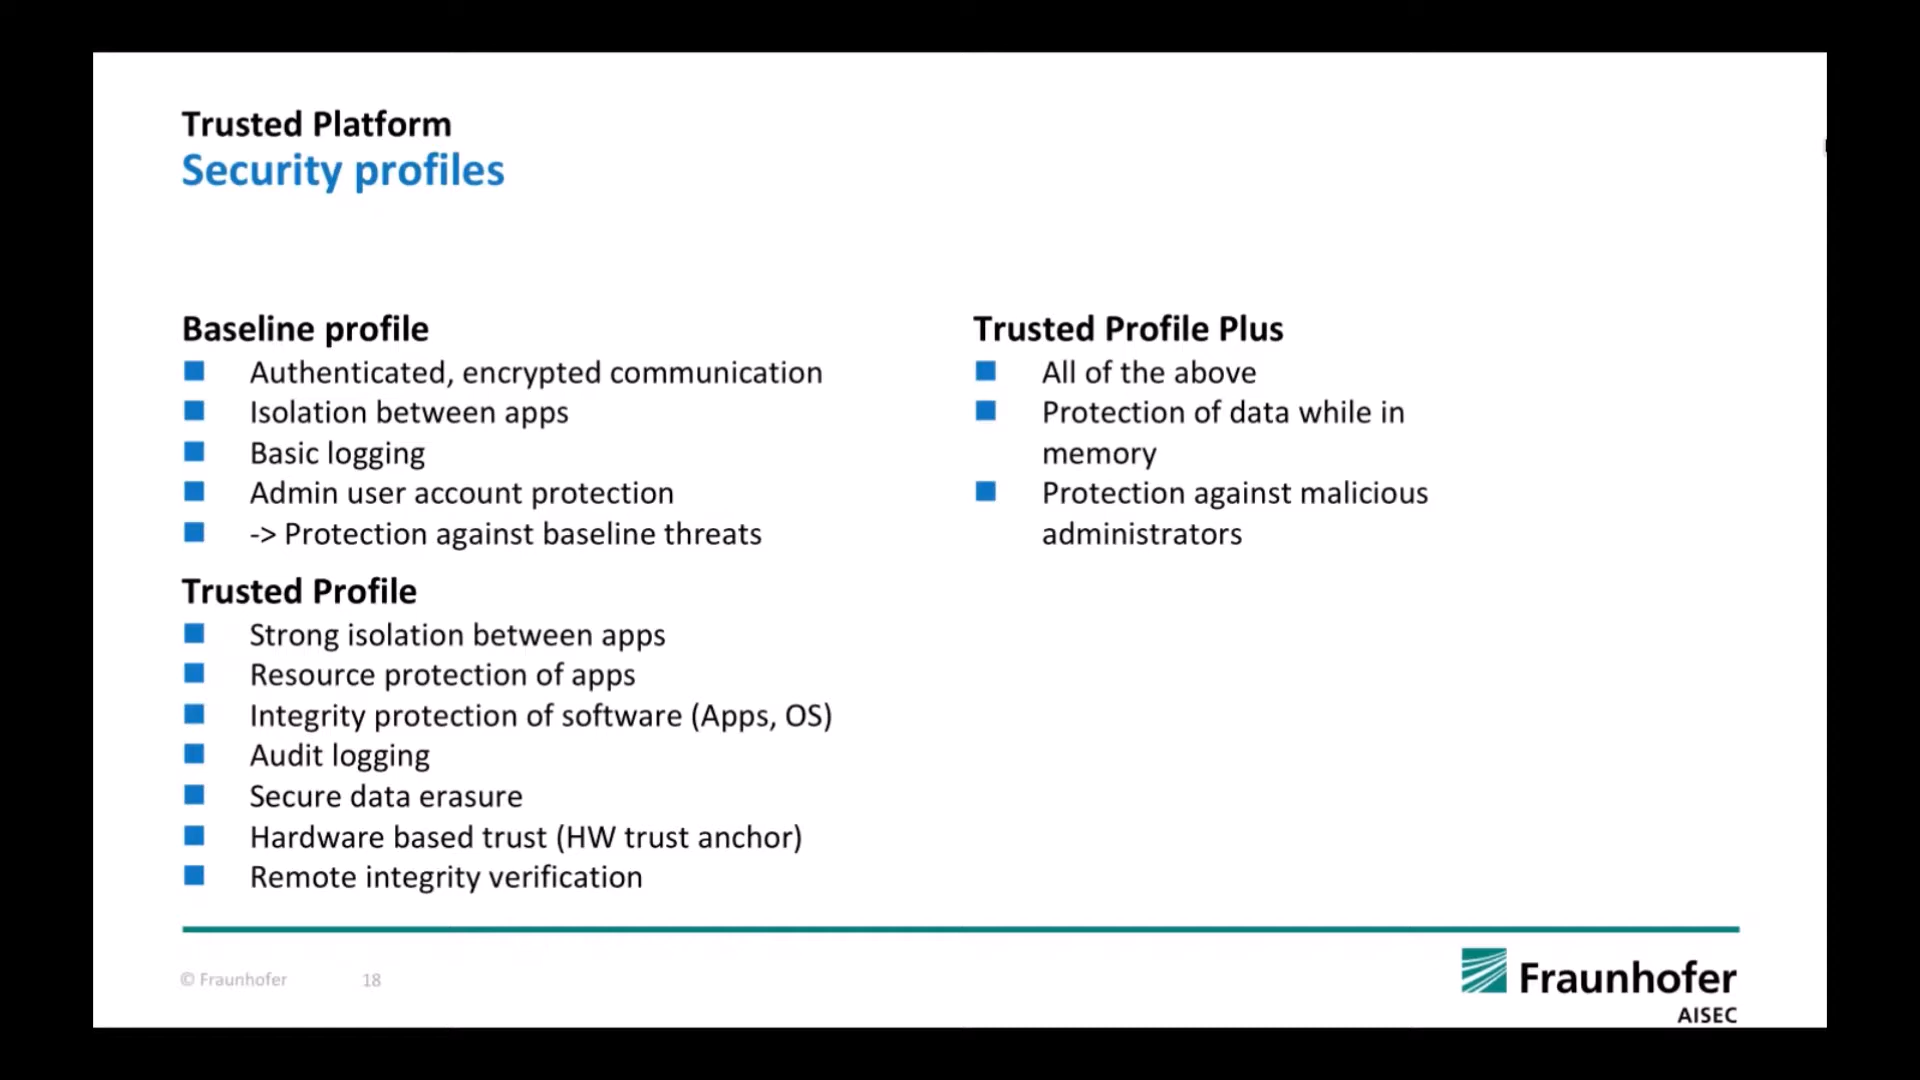 Trusted Platform
Security profiles
Baseline profile
Authenticated, encrypted communication
Isolation between apps
Basic logging
Admin user account protection
-> Protection against baseline threats
Trusted Profile
Strong isolation between apps
Resource protection of apps
Integrity protection of software (Apps, OS)
Audit logging
Secure data erasure
Hardware based trust (HW trust anchor)
Remote integrity verification
Trusted Profile Plus
All of the above
Protection of data while in
memory
Protection against malicious
administrators
© Fraunhofer
18
Fraunhofer
AISEC